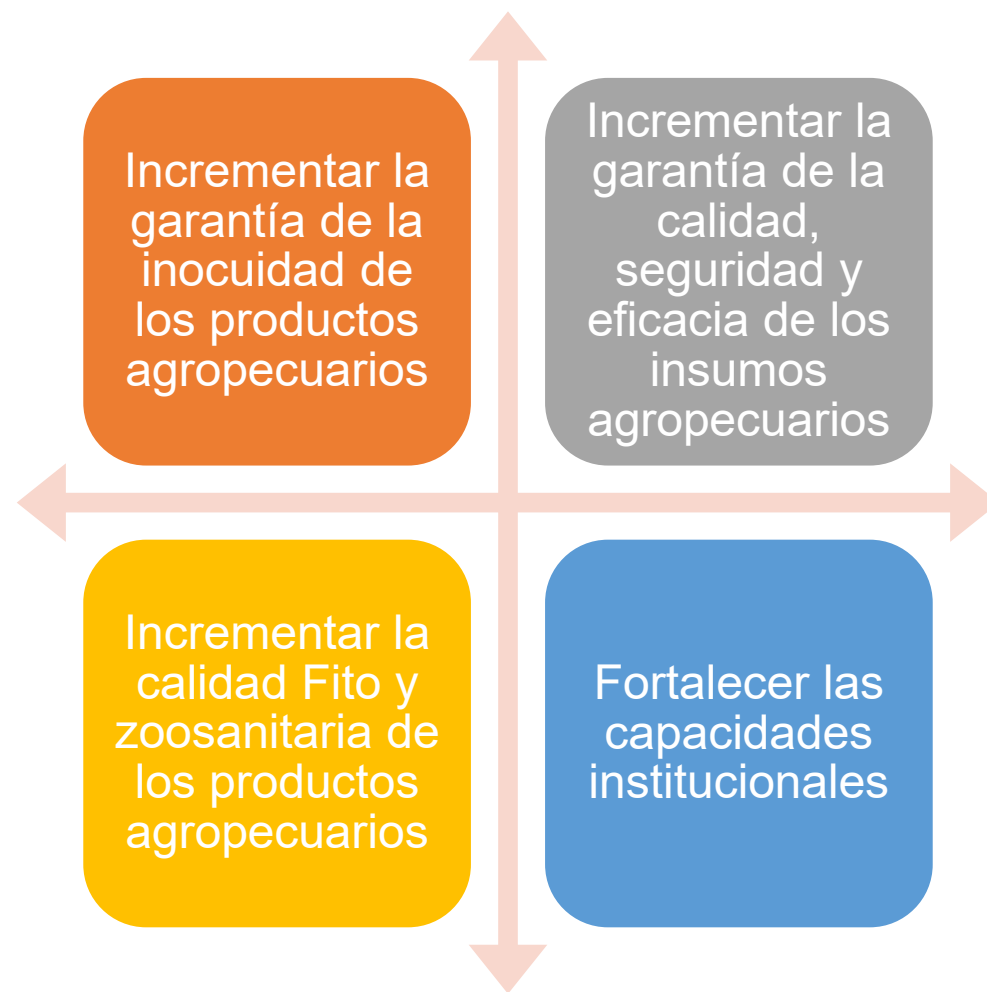 Incrementar la
garantía de la
inocuidad de
los productos
agropecuarios
Incrementar la
garantía de la
calidad,
seguridad y
eficacia de los
insumos
agropecuarios
Incrementar la
calidad Fito y
zoosanitaria de
los productos
agropecuarios
Fortalecer las
capacidades
institucionales